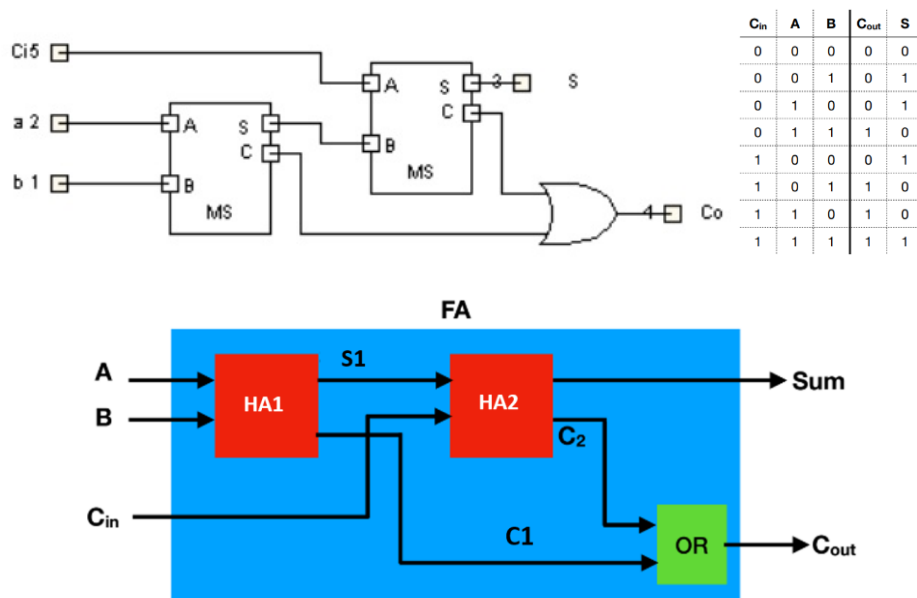 Ci5
a 2
b 1
A
B
S
C
MS
A
B
S
C
MS
3
S
4
Co
Cin A B Cout S
0 0 0 0 0
0 0 1 0 1
0 1 0 0 1
0 1 1 1 0
1 0 0 0 1
1 0 1 1 0
1 1 0 1 0
1 1 1 1 1
FA
A
B
Cin
HA1
S1
HA2
C2
C1
OR
Sum
Cout